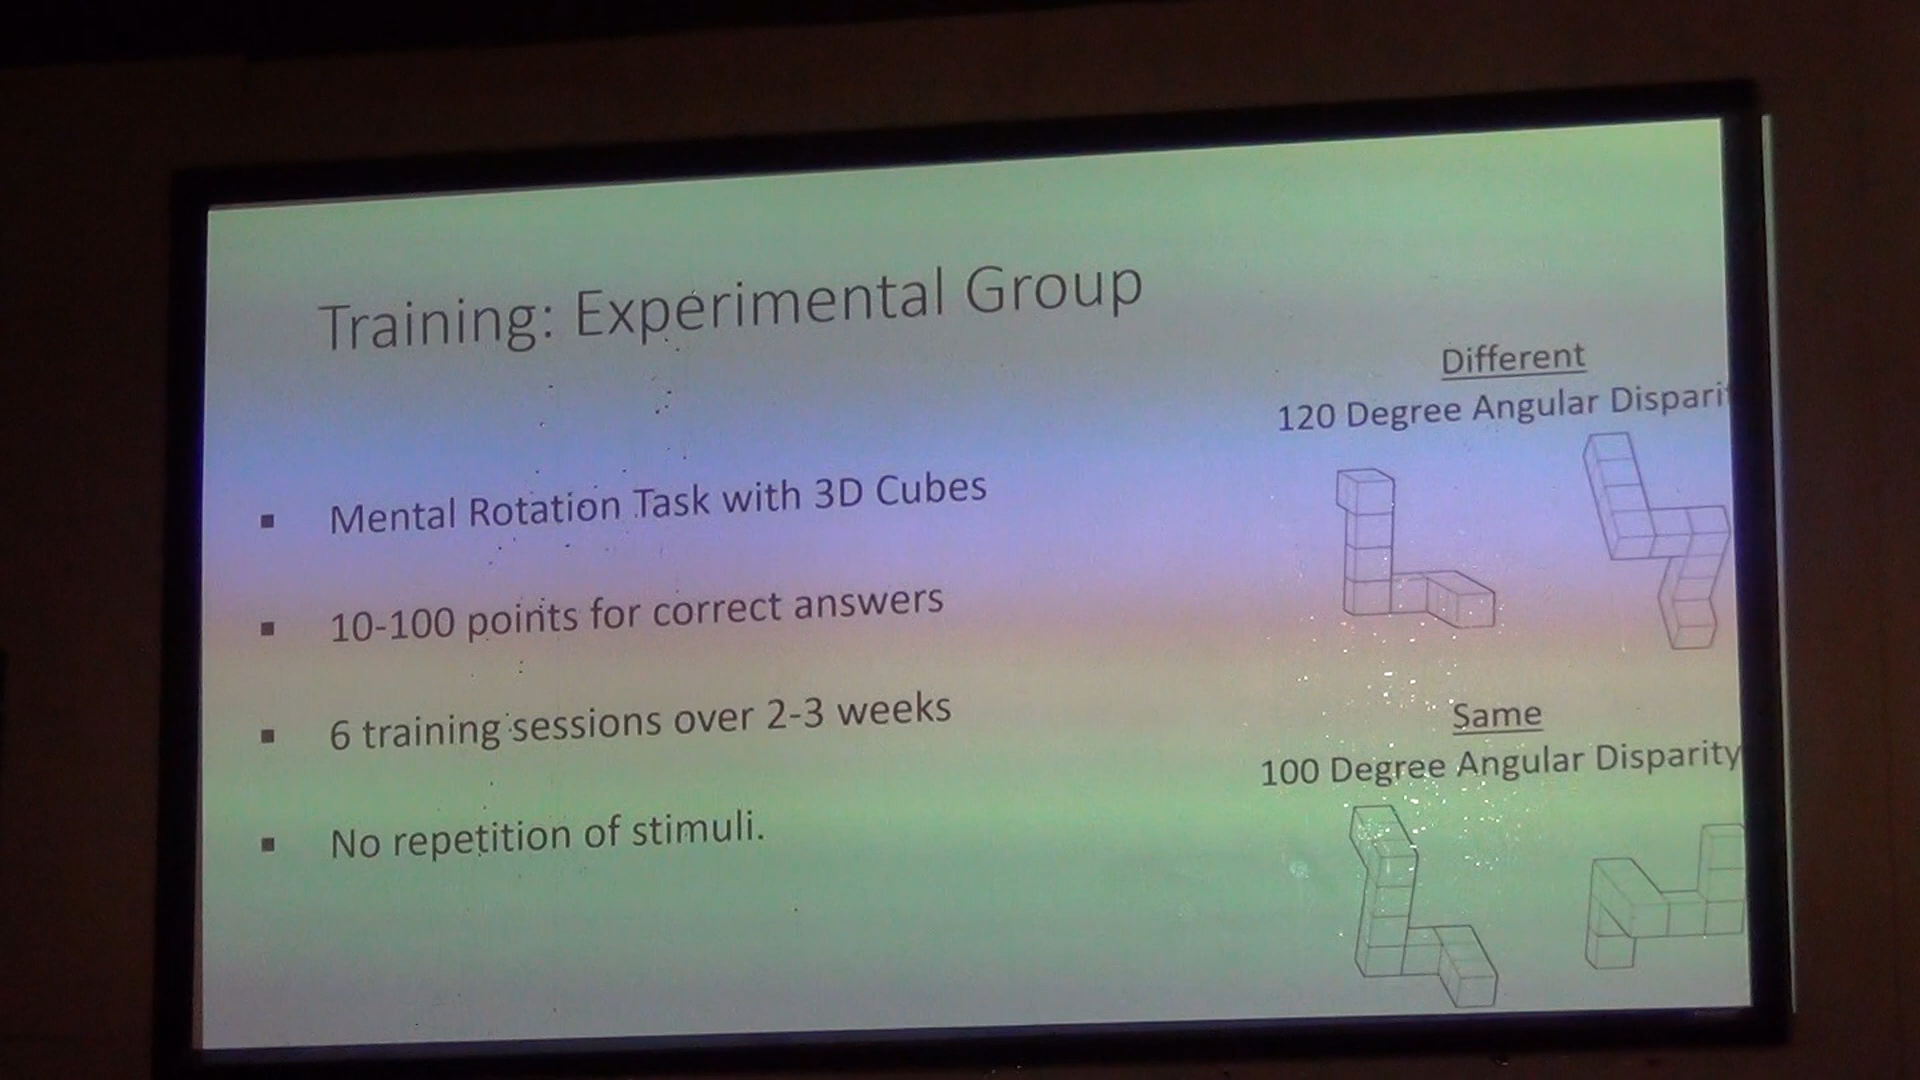 Training: Experimental Group
▪ Mental Rotation Task with 3D Cubes
▪ 10-100 points for correct answers
▪ 6 training sessions over 2-3 weeks
▪ No repetition of stimuli.
Different
120 Degree Angular Dispari
Same
100 Degree Angular Disparity